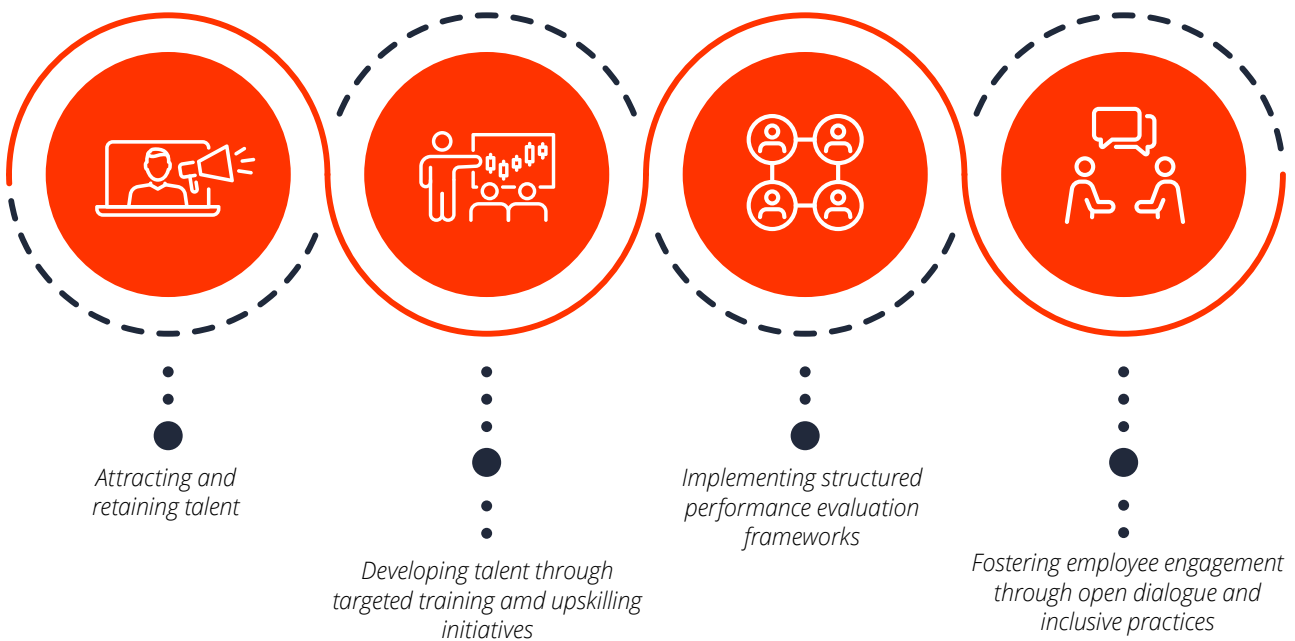 Attracting and
retaining talent
Developing talent through
targeted training amd upskilling
initiatives
Implementing structured
performance evaluation
frameworks
Fostering employee engagement
through open dialogue and
inclusive practices